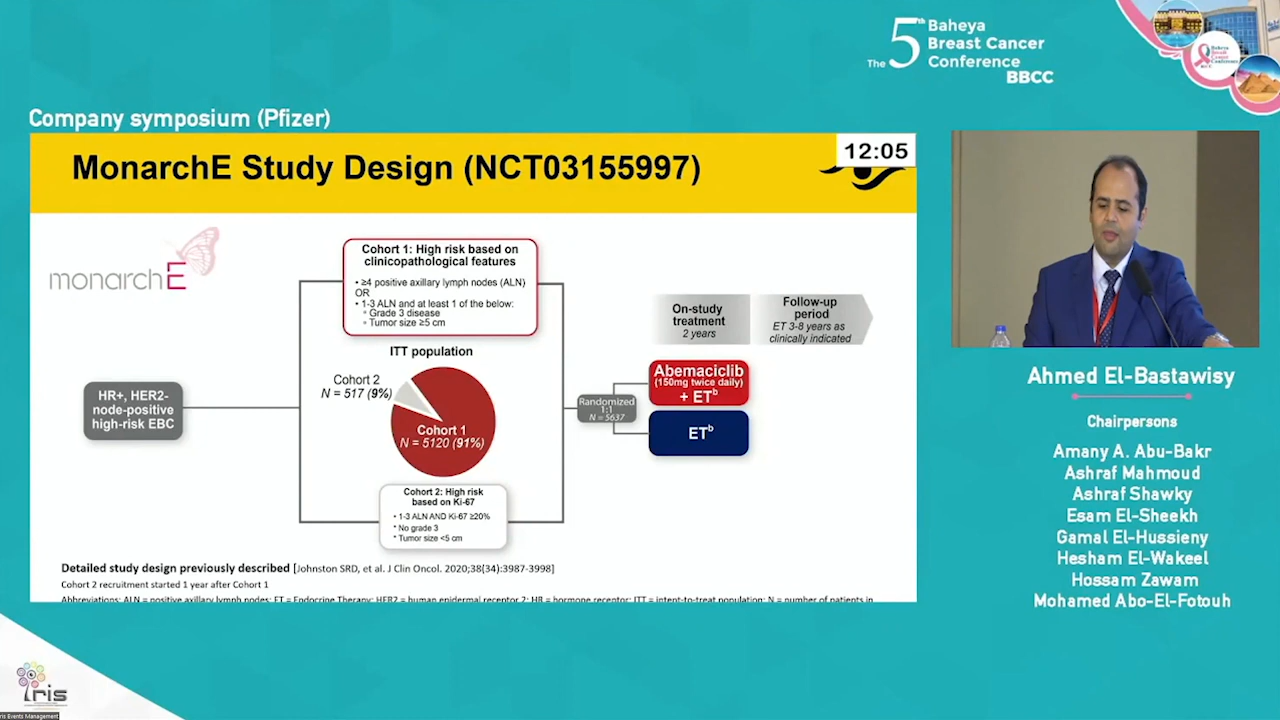 The 5th Baheya
Breast Cancer
Conference
BBCC
Company symposium (Pfizer)
MonarchE Study Design (NCT03155997)
12:05
monarchE
Cohort 1: High risk based on
clinicopathological features
• ≥4 positive axillary lymph nodes (ALN)
OR
• 1-3 ALN and at least 1 of the below:
Grade 3 disease
Tumor size ≥5 cm
ITT population
Cohort 2
N = 517 (9%)
Cohort 1
N = 5120 (91%)
HR+, HER2-
node-positive
high-risk EBC
Cohort 2: High risk
based on Ki-67
• 1-3 ALN AND Ki-67 ≥20%
• No grade 3
• Tumor size <5 cm
Randomized
1:1
N = 5637
On-study
treatment
2 years
Follow-up
period
ET 3-8 years as
clinically indicated
Abemaciclib
(150mg twice daily)
+ ETb
ETb
Detailed study design previously described [Johnston SRD, et al. J Clin Oncol. 2020;38(34):3987-3998]
Cohort 2 recruitment started 1 year after Cohort 1
Abbreviations: ALN = positive axillary lymph nodes; ET = Endocrine Therapy; HER2 = human epidermal receptor 2; HR = hormone receptor; ITT = intent-to-treat population; N = number of patients in
Ahmed El-Bastawisy
Chairpersons
Amany A. Abu-Bakr
Ashraf Mahmoud
Ashraf Shawky
Esam El-Sheekh
Gamal El-Hussieny
Hesham El-Wakeel
Hossam Zawam
Mohamed Abo-El-Fotouh
Iris
Iris Events Management